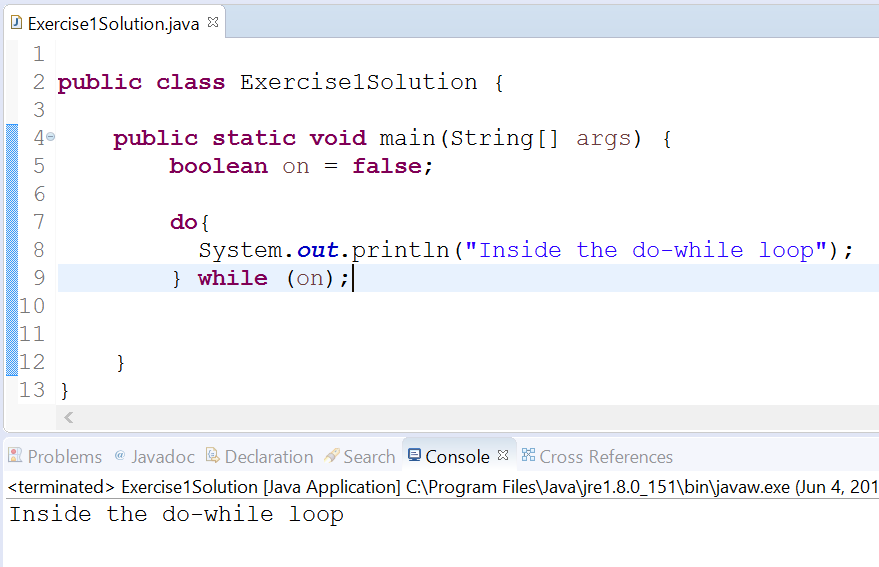 Exercise1Solution.java
1
2 public class Exercise1Solution {
3
4 public static void main(String[] args) {
5 boolean on = false;
6
7 do{
8 System.out.println("Inside the do-while loop");
9 } while (on);
10
11
12 }
13 }
Problems @ Javadoc Declaration Search Console Cross References
<terminated> Exercise1Solution [Java Application] C:\Program Files\Java\jre1.8.0_151\bin\javaw.exe (Jun 4, 201
Inside the do-while loop